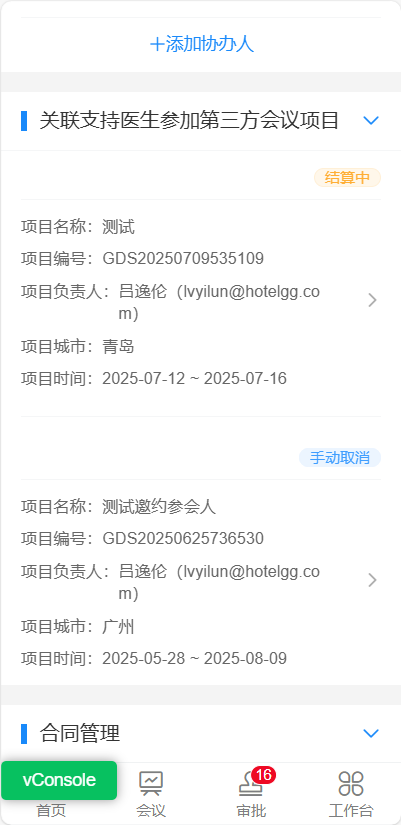 +添加协办人
关联支持医生参加第三方会议项目
结算中
项目名称：测试
项目编号：GDS20250709535109
项目负责人：吕逸伦（lvyilun@hotelgg.co
m）
项目城市：青岛
项目时间：2025-07-12 ~ 2025-07-16
手动取消
项目名称：测试邀约参会人
项目编号：GDS20250625736530
项目负责人：吕逸伦（lvyilun@hotelgg.co
m）
项目城市：广州
项目时间：2025-05-28 ~ 2025-08-09
合同管理
vConsole
16
首页 会议 审批 工作台